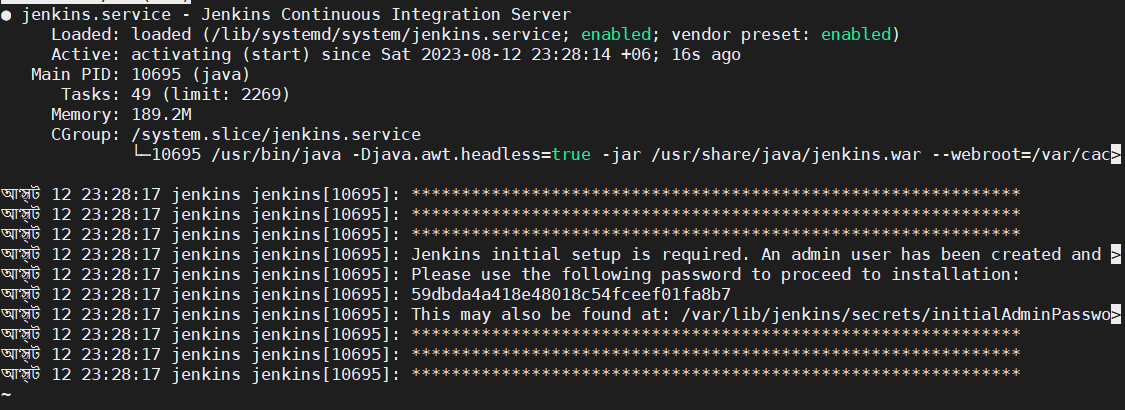 ● jenkins.service - Jenkins Continuous Integration Server
Loaded: loaded (/lib/systemd/system/jenkins.service; enabled; vendor preset: enabled)
Active: activating (start) since Sat 2023-08-12 23:28:14 +06; 16s ago
Main PID: 10695 (java)
Tasks: 49 (limit: 2269)
Memory: 189.2M
CGroup: /system.slice/jenkins.service
└─10695 /usr/bin/java -Djava.awt.headless=true -jar /usr/share/java/jenkins.war --webroot=/var/cac>
আগস্ট 12 23:28:17 jenkins jenkins[10695]: *************************************************************
আগস্ট 12 23:28:17 jenkins jenkins[10695]: *************************************************************
আগস্ট 12 23:28:17 jenkins jenkins[10695]: *************************************************************
আগস্ট 12 23:28:17 jenkins jenkins[10695]: Jenkins initial setup is required. An admin user has been created and >
আগস্ট 12 23:28:17 jenkins jenkins[10695]: Please use the following password to proceed to installation:
আগস্ট 12 23:28:17 jenkins jenkins[10695]: 59dbda4a418e48018c54fceef01fa8b7
আগস্ট 12 23:28:17 jenkins jenkins[10695]: This may also be found at: /var/lib/jenkins/secrets/initialAdminPasswo>
আগস্ট 12 23:28:17 jenkins jenkins[10695]: *************************************************************
আগস্ট 12 23:28:17 jenkins jenkins[10695]: *************************************************************
আগস্ট 12 23:28:17 jenkins jenkins[10695]: *************************************************************
~